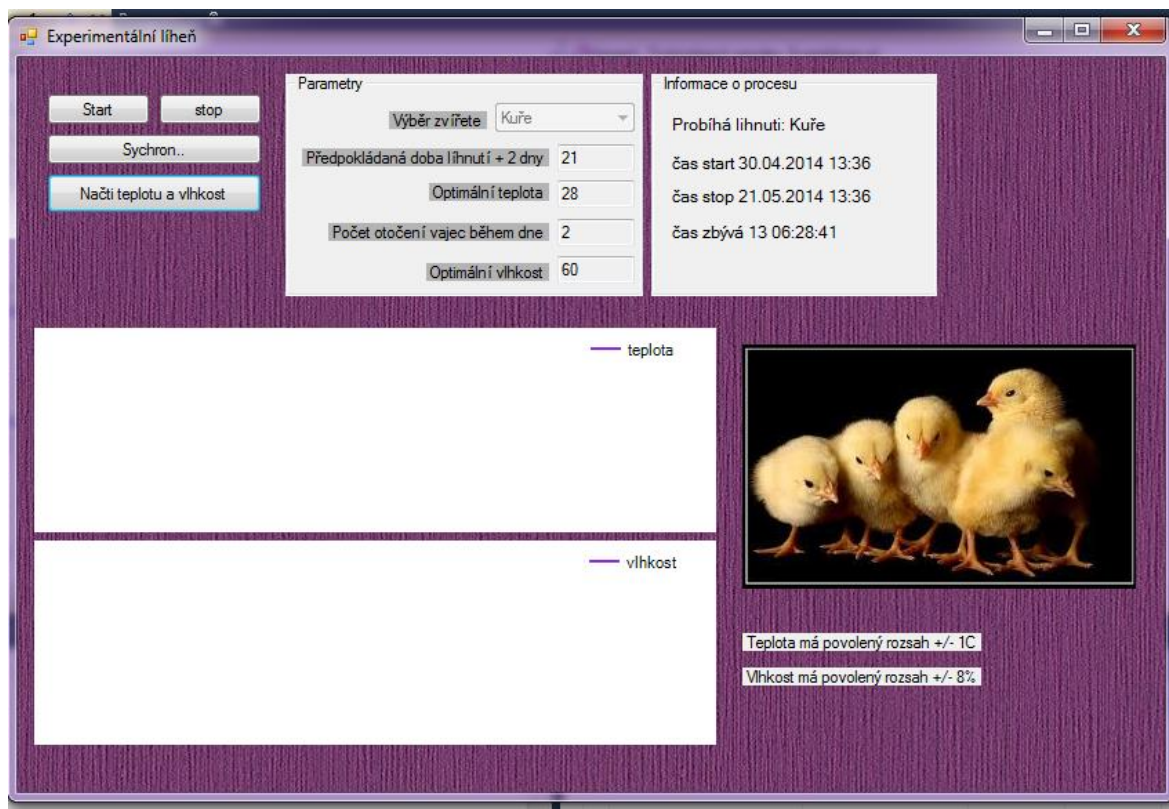 Experimentální líheň
Start stop
Sychron..
Načti teplotu a vlhkost
Parametry
Výběr zvířete Kuře
Předpokládaná doba líhnutí + 2 dny 21
Optimální teplota 28
Počet otočení vajec během dne 2
Optimální vlhkost 60
Informace o procesu
Probíhá lihnuti: Kuře
čas start 30.04.2014 13:36
čas stop 21.05.2014 13:36
čas zbývá 13 06:28:41
teplota
vlhkost
Teplota má povolený rozsah +/- 1C
Vlhkost má povolený rozsah +/- 8%